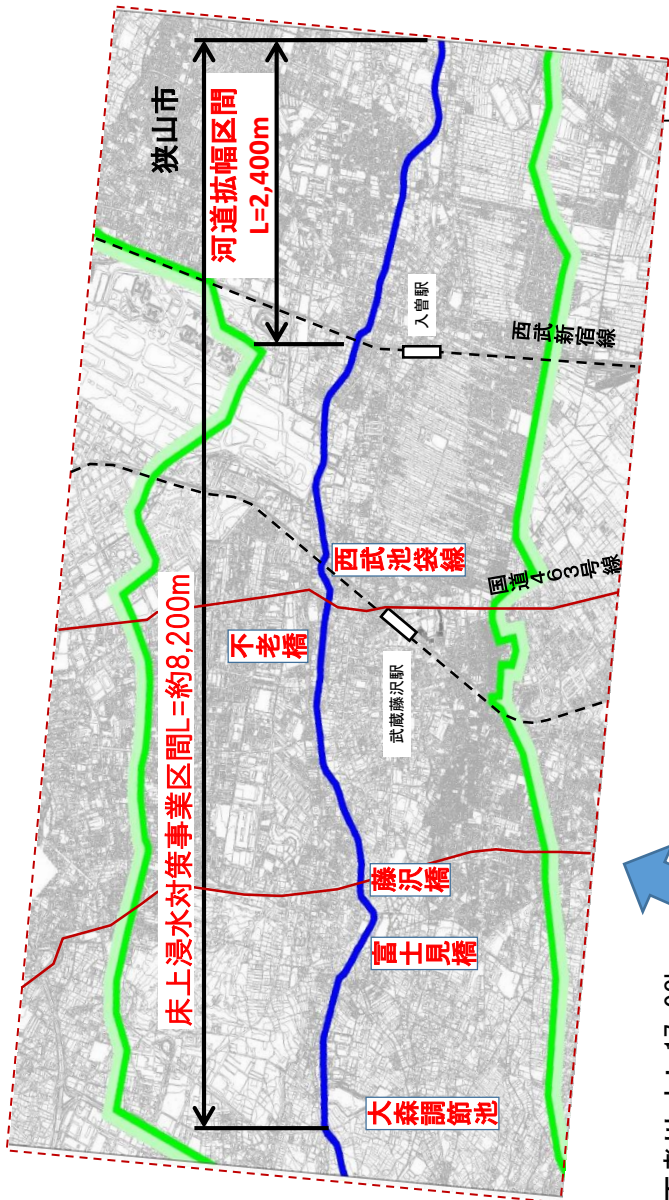 狭山市
河道拡幅区間
L=2,400m
床上浸水対策事業区間L=約8,200m
入曽駅
西武新宿線
西武池袋線
国道463号線
不老橋
武蔵藤沢駅
藤沢橋
富士見橋
大森調節池